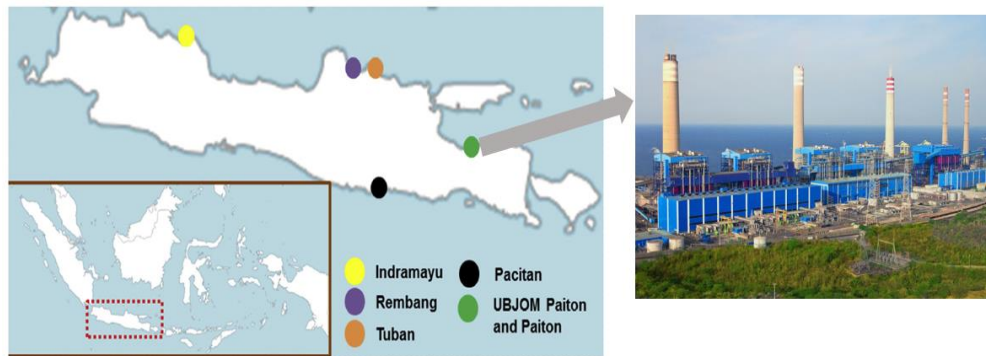 Indramayu
Rembang
Tuban
Pacitan
UBJOM Paiton
and Paiton